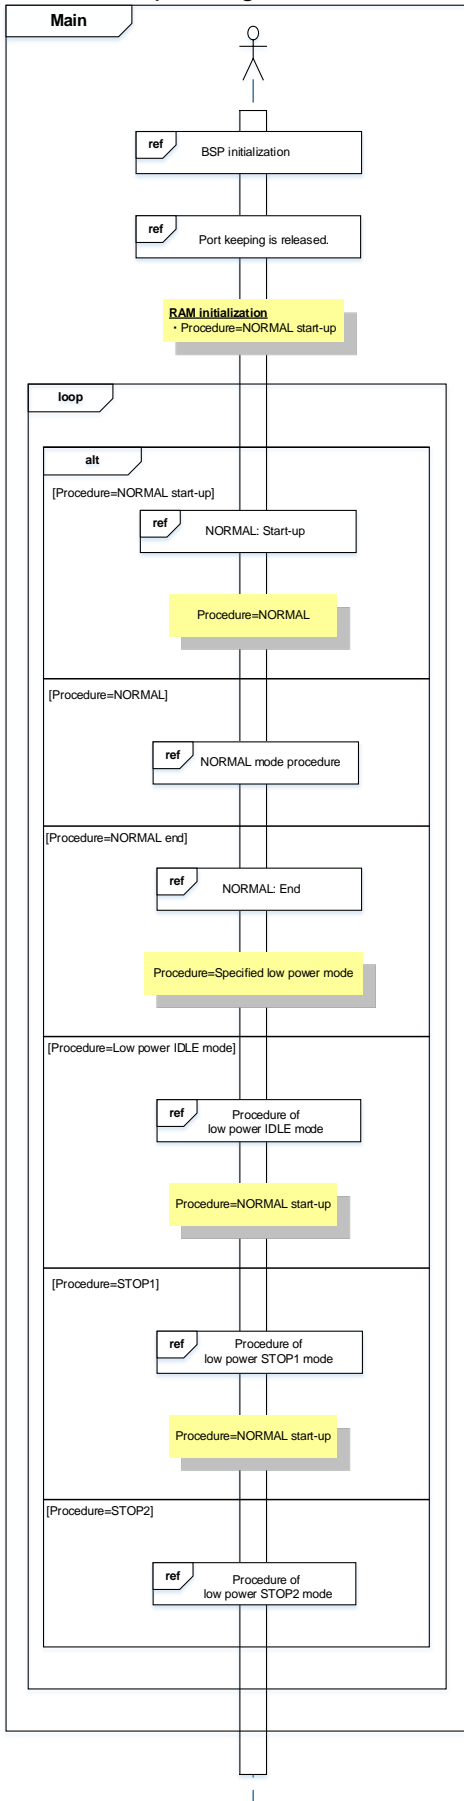 Main
ref
BSP initialization
ref
Port keeping is released.
RAM initialization
・Procedure=NORMAL start-up
loop
alt
[Procedure=NORMAL start-up]
ref
NORMAL: Start-up
Procedure=NORMAL
[Procedure=NORMAL]
ref
NORMAL mode procedure
[Procedure=NORMAL end]
ref
NORMAL: End
Procedure=Specified low power mode
[Procedure=Low power IDLE mode]
ref
Procedure of
low power IDLE mode
Procedure=NORMAL start-up
[Procedure=STOP1]
ref
Procedure of
low power STOP1 mode
Procedure=NORMAL start-up
[Procedure=STOP2]
ref
Procedure of
low power STOP2 mode